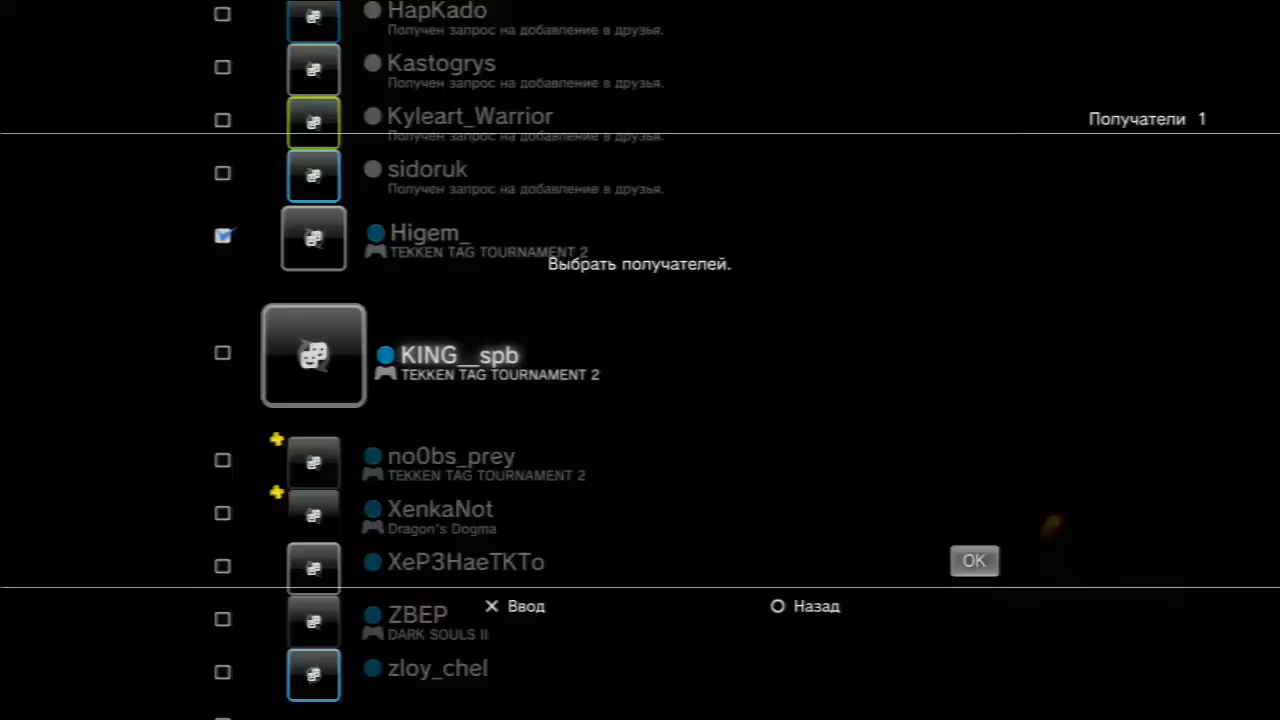 HapKado
Получен запрос на добавление в друзья.
Kastogrys
Получен запрос на добавление в друзья.
Kyleart_Warrior
Получатели 1
Получен запрос на добавление в друзья.
sidoruk
Получен запрос на добавление в друзья.
Higem_
TEKKEN TAG TOURNAMENT 2
Выбрать получателей.
KING__spb
TEKKEN TAG TOURNAMENT 2
no0bs_prey
TEKKEN TAG TOURNAMENT 2
XenkaNot
Dragon's Dogma
XeP3HaeTKTo
OK
Ввод
Назад
ZBEP
DARK SOULS II
zloy_chel